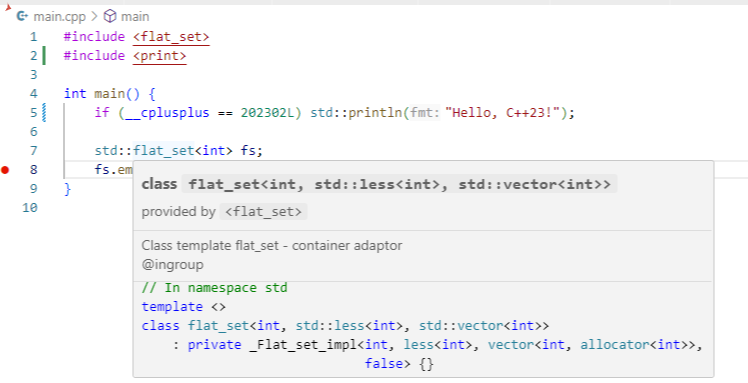 main.cpp > main
1 #include <flat_set>
2 #include <print>
3
4 int main() {
5 if (__cplusplus == 202302L) std::println(fmt: "Hello, C++23!");
6
7 std::flat_set<int> fs;
8 fs.em
9 }
10
class flat_set<int, std::less<int>, std::vector<int>>
provided by <flat_set>
Class template flat_set - container adaptor
@ingroup
// In namespace std
template <>
class flat_set<int, std::less<int>, std::vector<int>>
: private _Flat_set_impl<int, less<int>, vector<int, allocator<int>>,
false> {}